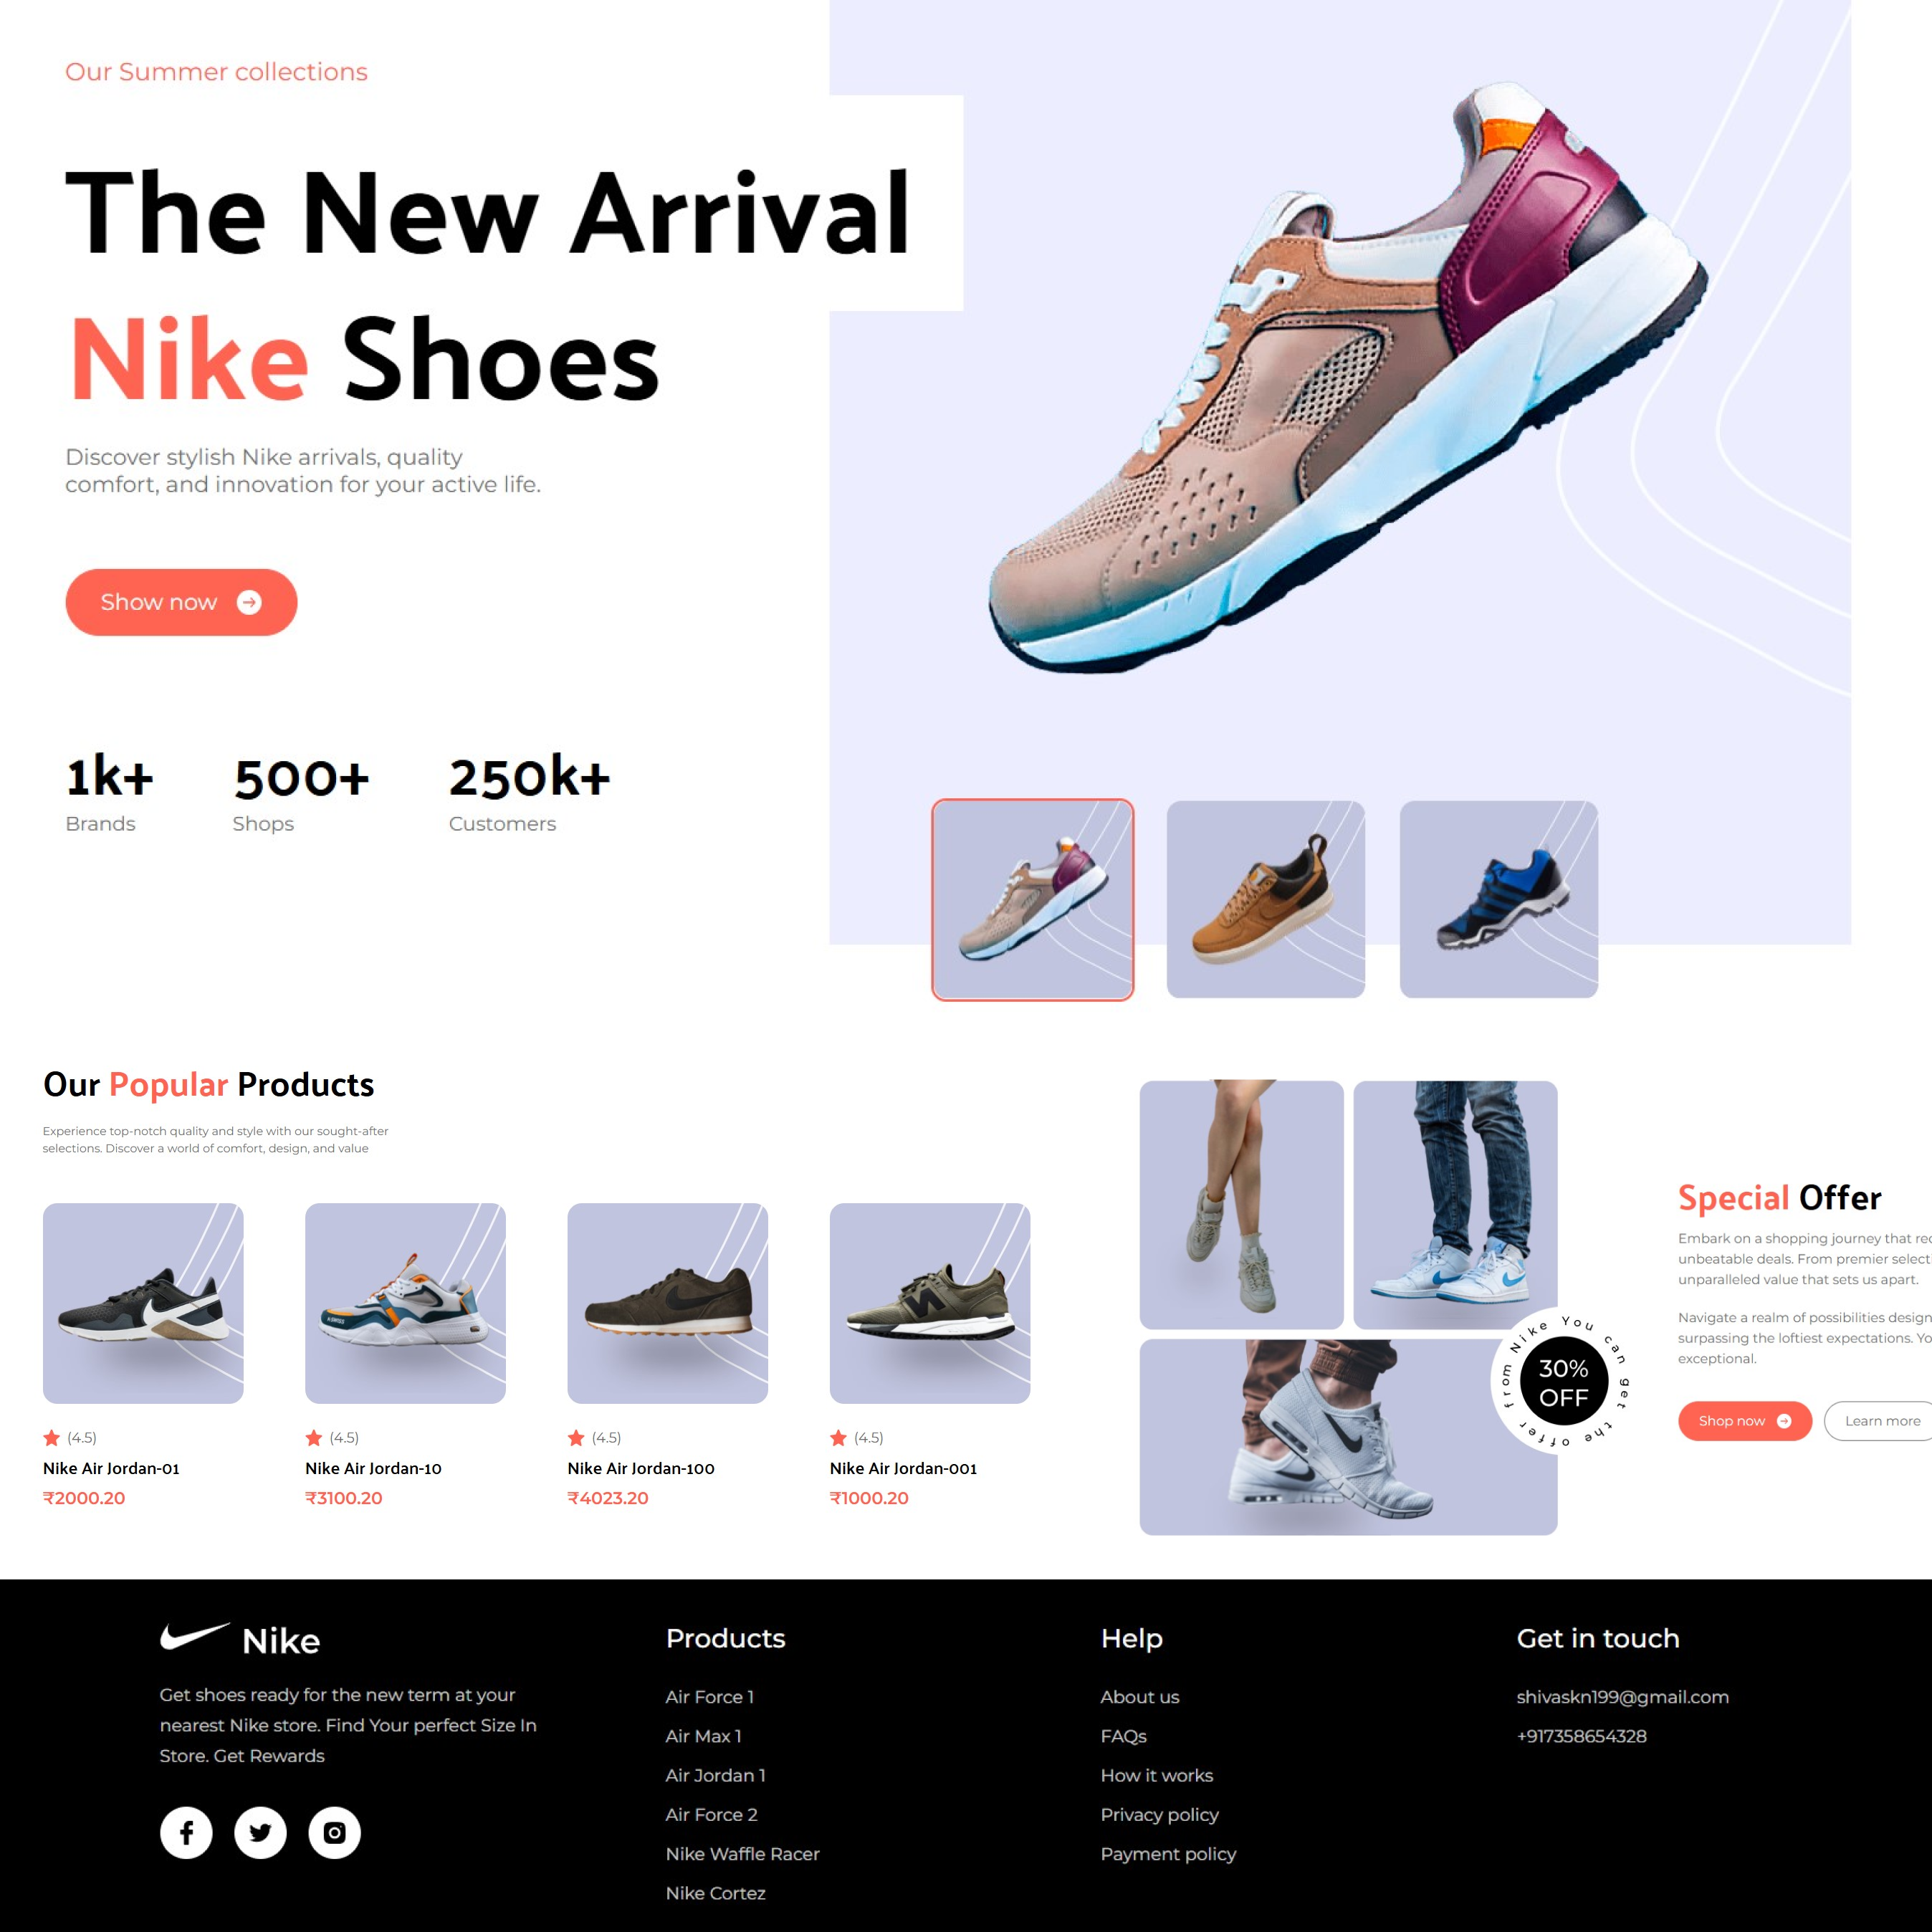 Our Summer collections
The New Arrival
Nike Shoes
Discover stylish Nike arrivals, quality
comfort, and innovation for your active life.
Show now
1k+
Brands
500+
Shops
250k+
Customers
Our Popular Products
Experience top-notch quality and style with our sought-after
selections. Discover a world of comfort, design, and value
(4.5)
Nike Air Jordan-01
₹2000.20
(4.5)
Nike Air Jordan-10
₹3100.20
(4.5)
Nike Air Jordan-100
₹4023.20
(4.5)
Nike Air Jordan-001
₹1000.20
You can get the offer from Nike
30%
OFF
Special Offer
Embark on a shopping journey that
unbeatable deals. From premier
unparalleled value that sets us apart.
Navigate a realm of possibilities
surpassing the loftiest expectations.
exceptional.
Shop now
Learn more
Nike
Get shoes ready for the new term at your
nearest Nike store. Find Your perfect Size In
Store. Get Rewards
Products
Air Force 1
Air Max 1
Air Jordan 1
Air Force 2
Nike Waffle Racer
Nike Cortez
Help
About us
FAQs
How it works
Privacy policy
Payment policy
Get in touch
shivaskn199@gmail.com
+917358654328